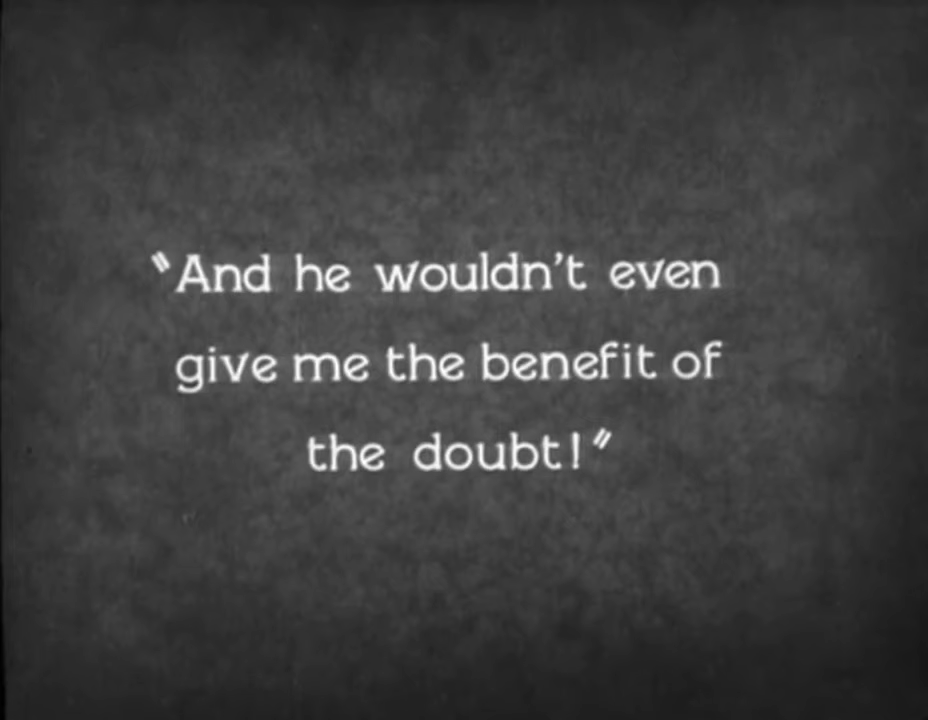 "And he wouldn't even
give me the benefit of
the doubt!"